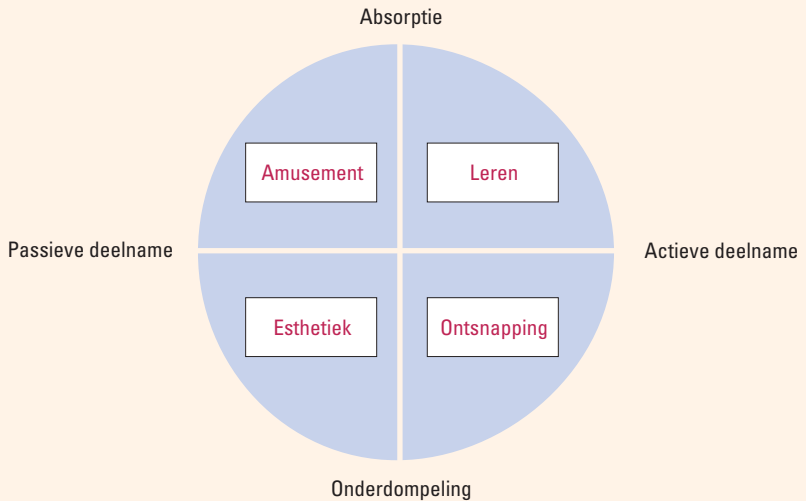 Absorptie
Amusement
Leren
Passieve deelname
Actieve deelname
Esthetiek
Ontsnapping
Onderdompeling